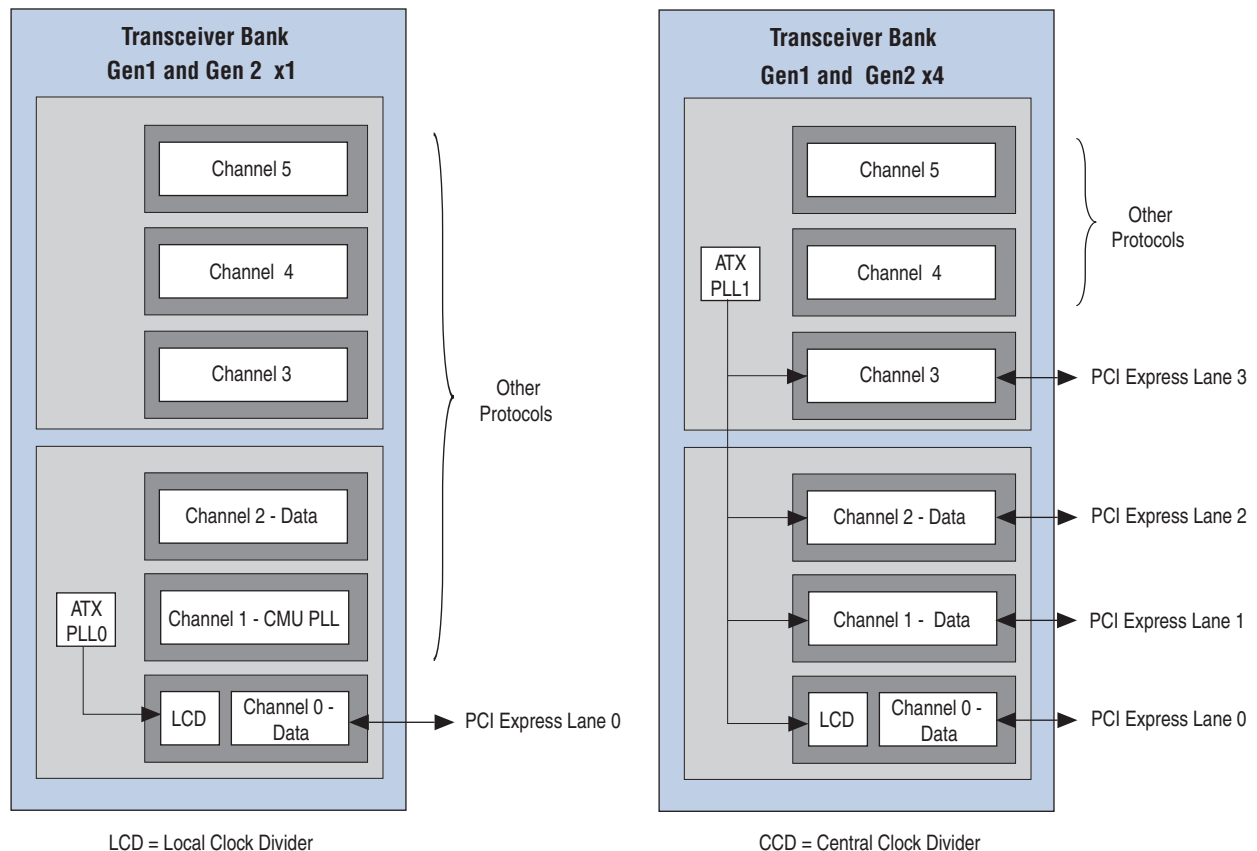 Transceiver Bank
Gen1 and Gen 2 x1
Channel 5
Channel 4
Channel 3
Other
Protocols
Channel 2 - Data
ATX
PLL0
Channel 1 - CMU PLL
LCD
Channel 0 -
Data
PCI Express Lane 0
LCD = Local Clock Divider
Transceiver Bank
Gen1 and Gen2 x4
Channel 5
Other
Protocols
ATX
PLL1
Channel 4
Channel 3
PCI Express Lane 3
Channel 2 - Data
PCI Express Lane 2
Channel 1 - Data
PCI Express Lane 1
LCD
Channel 0 -
Data
PCI Express Lane 0
CCD = Central Clock Divider